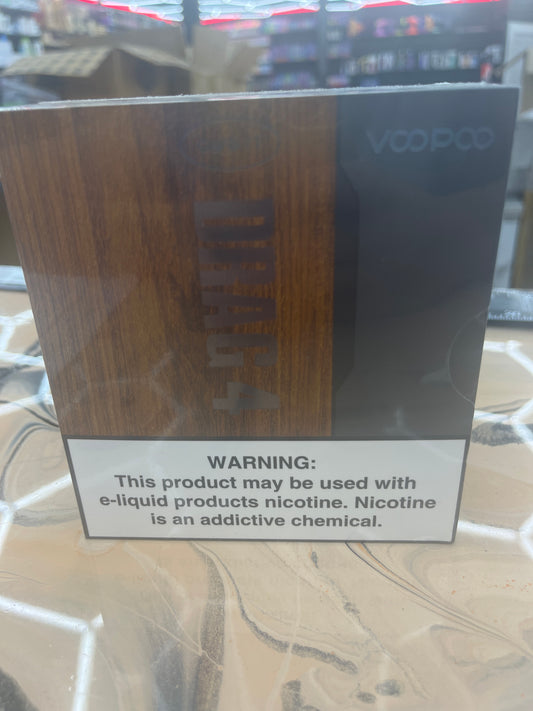 VOOPOO
DRAG 4
WARNING:
This product may be used with
e-liquid products nicotine. Nicotine
is an addictive chemical.